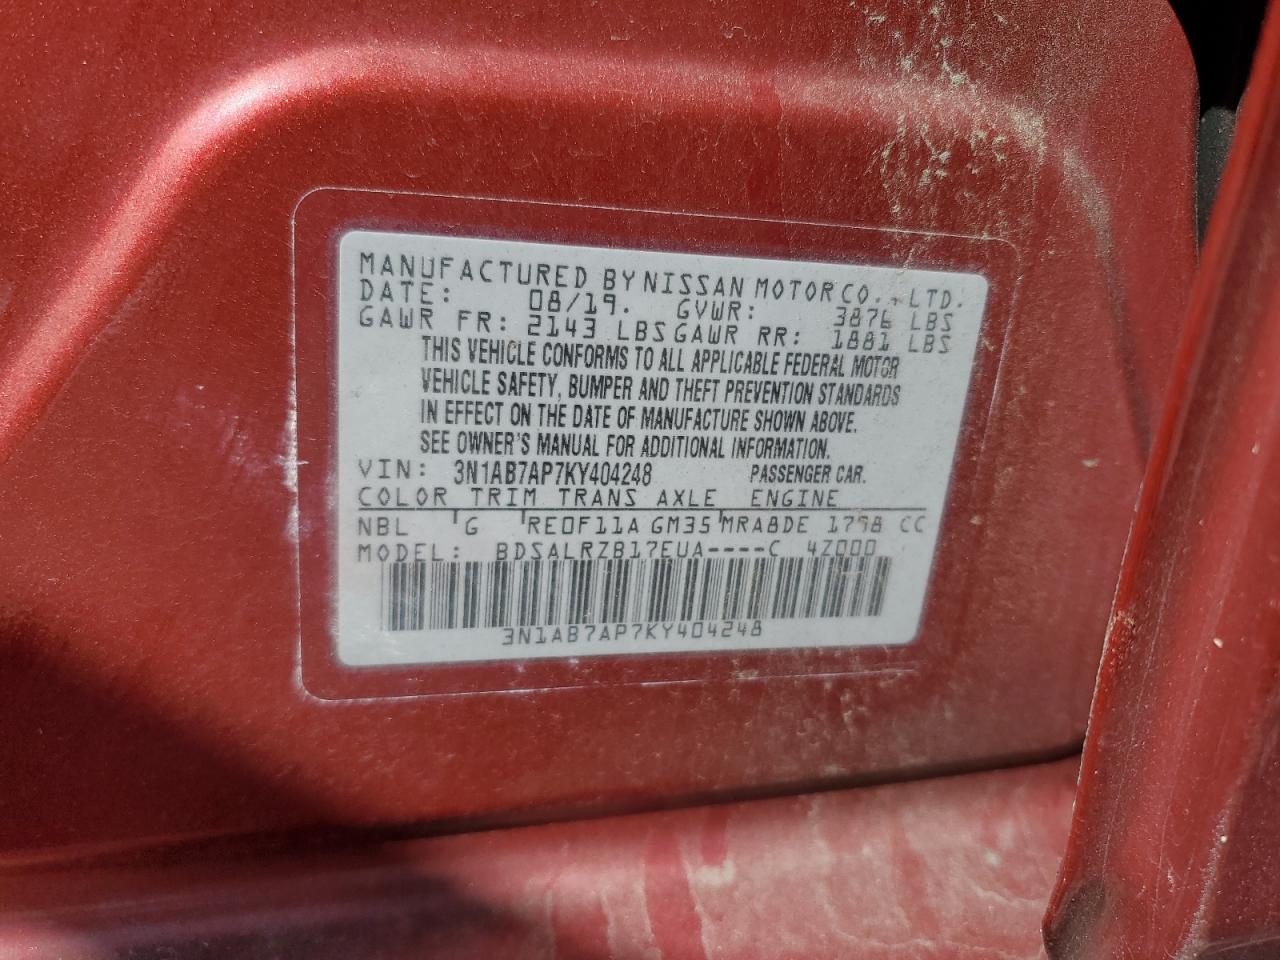 MANUFACTURED BY NISSAN MOTOR CO., LTD.
DATE: 08/19. GVWR: 3876 LBS
GAWR FR: 2143 LBS GAWR RR: 1881 LBS
THIS VEHICLE CONFORMS TO ALL APPLICABLE FEDERAL MOTOR
VEHICLE SAFETY, BUMPER AND THEFT PREVENTION STANDARDS
IN EFFECT ON THE DATE OF MANUFACTURE SHOWN ABOVE.
SEE OWNER'S MANUAL FOR ADDITIONAL INFORMATION.
VIN: 3N1AB7AP7KY404248 PASSENGER CAR.
COLOR TRIM TRANS AXLE ENGINE
NBL G RE0F11A GM35 MRA8DE 1798 CC
MODEL: BDSALRZB17EUA----C 4Z000
3N1AB7AP7KY404248